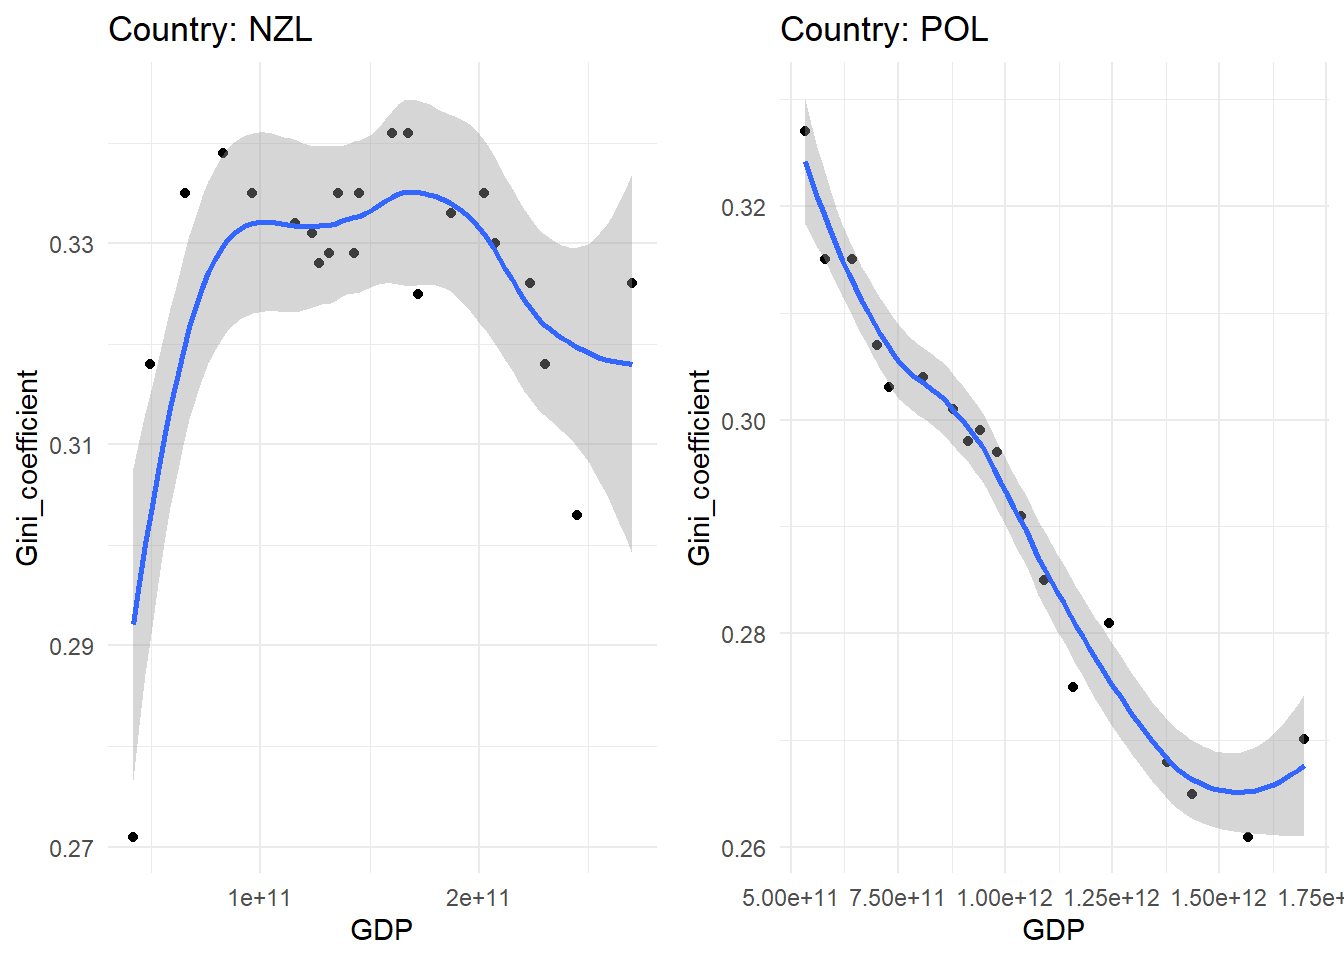 Country: NZL
Gini_coefficient
0.33
0.31
0.29
0.27
1e+11 2e+11
GDP
Country: POL
Gini_coefficient
0.32
0.30
0.28
0.26
5.00e+11 7.50e+11 1.00e+12 1.25e+12 1.50e+12 1.75e+
GDP